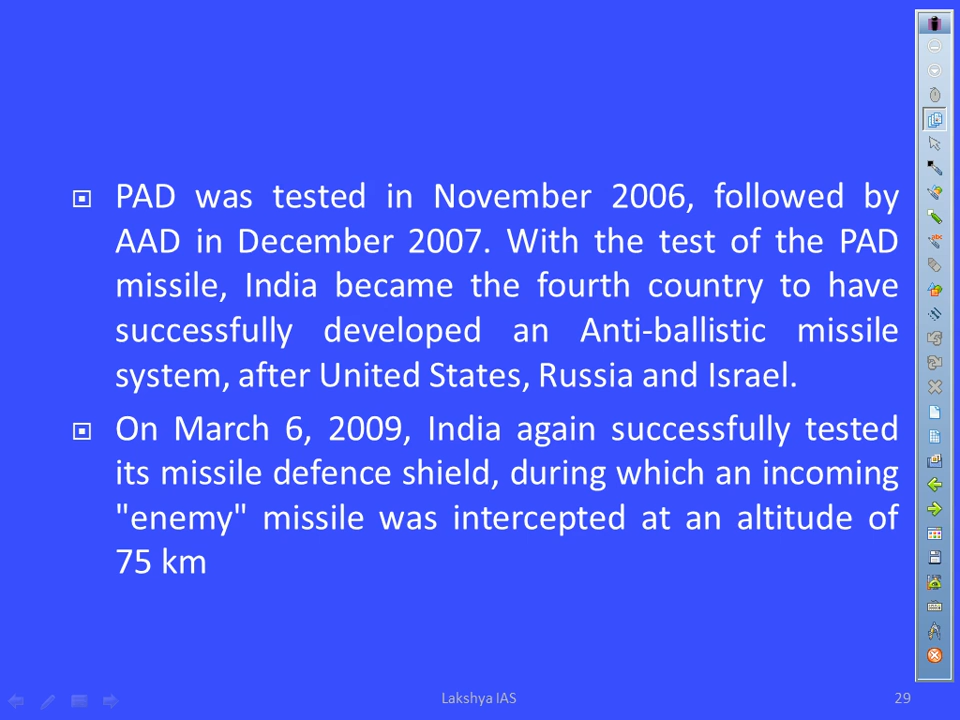 PAD was tested in November 2006, followed by
AAD in December 2007. With the test of the PAD
missile, India became the fourth country to have
successfully developed an Anti-ballistic missile
system, after United States, Russia and Israel.
On March 6, 2009, India again successfully tested
its missile defence shield, during which an incoming
"enemy" missile was intercepted at an altitude of
75 km
Lakshya IAS
29